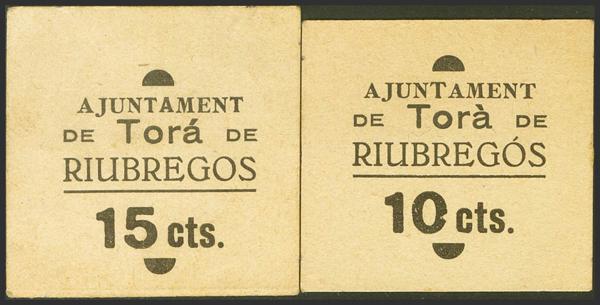 AJUNTAMENT
DE Torá DE
RIUBREGOS
15 cts.
AJUNTAMENT
DE Torà DE
RIUBREGÓS
10 cts.